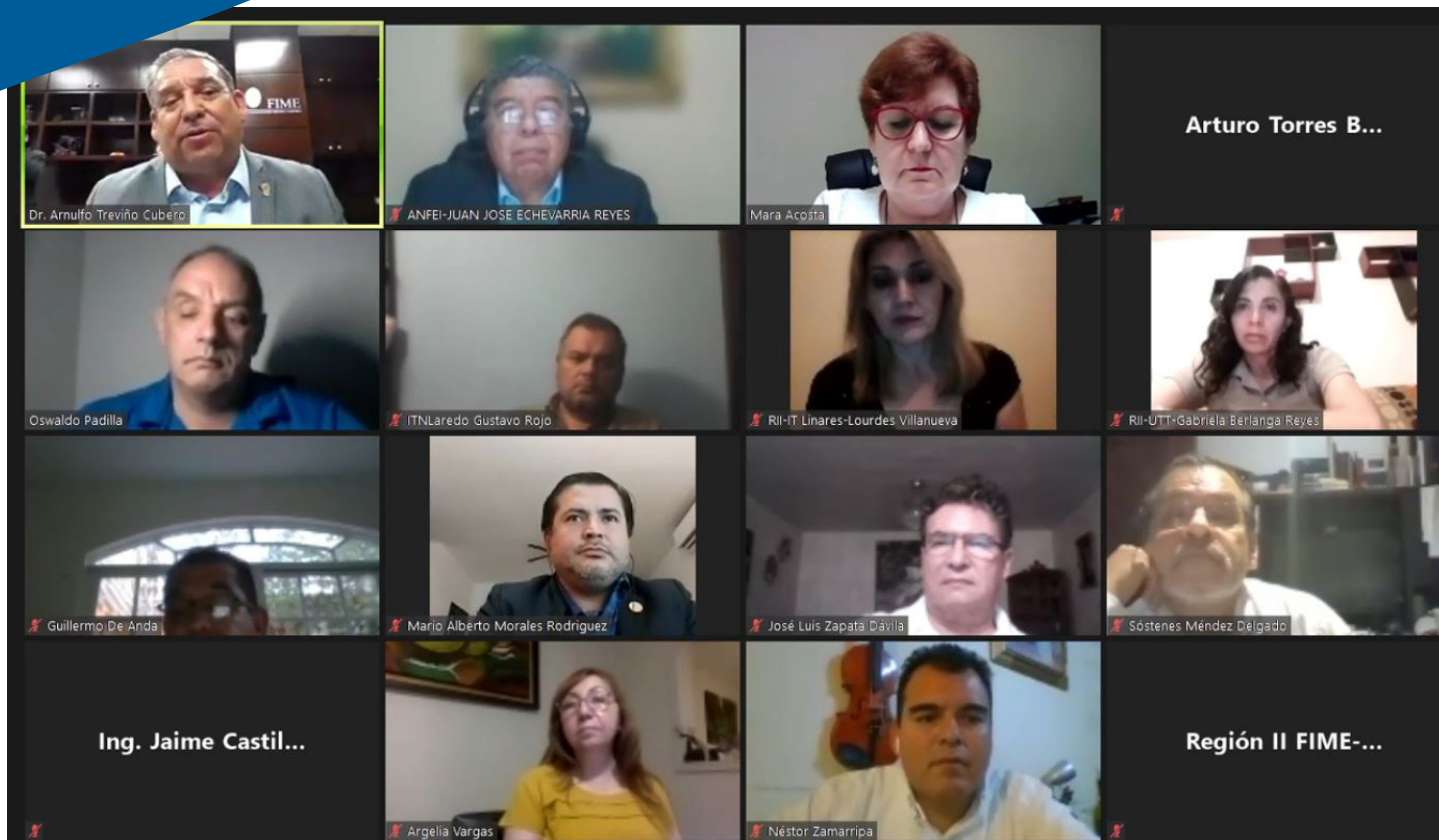 FIME
Dr. Arnulfo Treviño Cubero
ANFEI-JUAN JOSE ECHEVARRIA REYES
Mara Acosta
Arturo Torres B...
Oswaldo Padilla
ITNLaredo Gustavo Rojo
RII-IT Linares-Lourdes Villanueva
RII-UTT-Gabriela Berlanga Reyes
Guillermo De Anda
Mario Alberto Morales Rodriguez
José Luis Zapata Dávila
Sóstenes Méndez Delgado
Ing. Jaime Castil...
Argelia Vargas
Néstor Zamarripa
Región II FIME-...